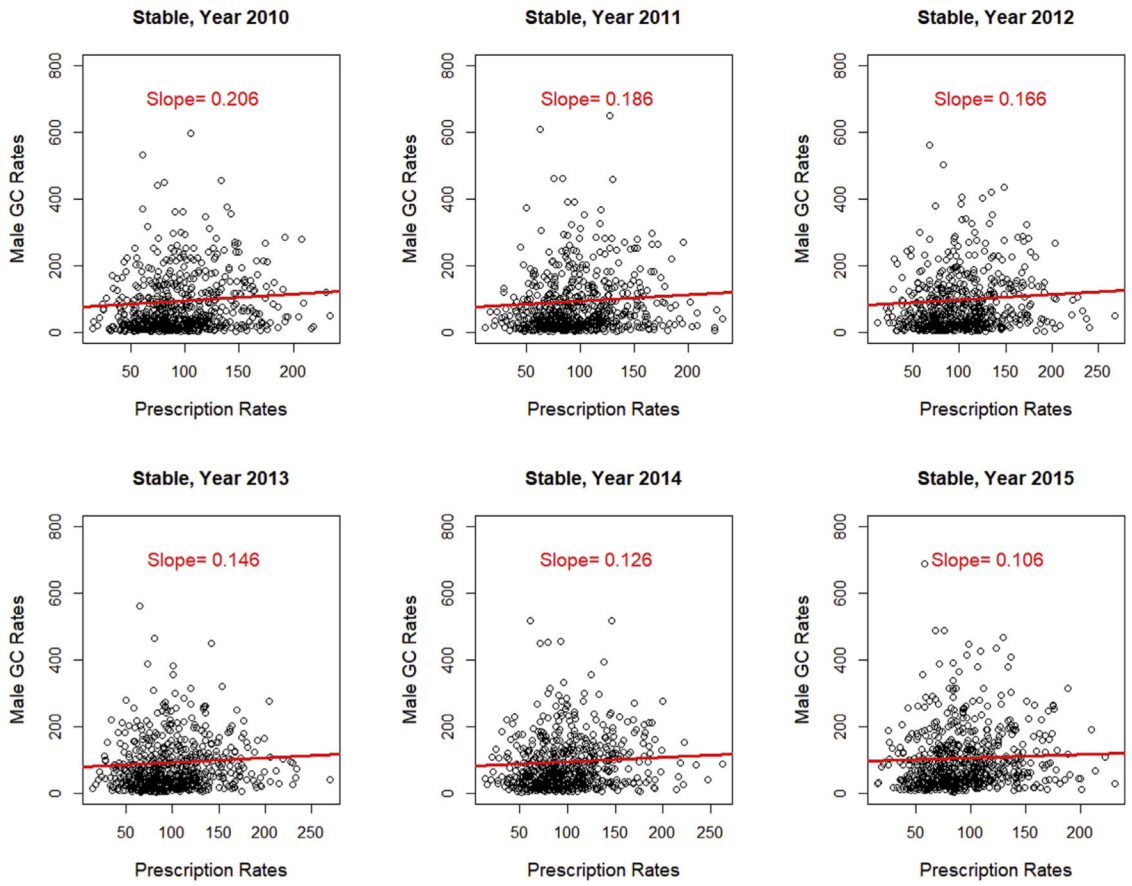 Stable, Year 2010
Stable, Year 2011
Stable, Year 2012
Male GC Rates
0 200 400 600 800
Slope= 0.206
50 100 150 200
Prescription Rates
Male GC Rates
0 200 400 600 800
Slope= 0.186
50 100 150 200
Prescription Rates
Male GC Rates
0 200 400 600 800
Slope= 0.166
50 100 150 200 250
Prescription Rates
Stable, Year 2013
Stable, Year 2014
Stable, Year 2015
Male GC Rates
0 200 400 600 800
Slope= 0.146
50 100 150 200 250
Prescription Rates
Male GC Rates
0 200 400 600 800
Slope= 0.126
50 100 150 200 250
Prescription Rates
Male GC Rates
0 200 400 600 800
Slope= 0.106
50 100 150 200
Prescription Rates